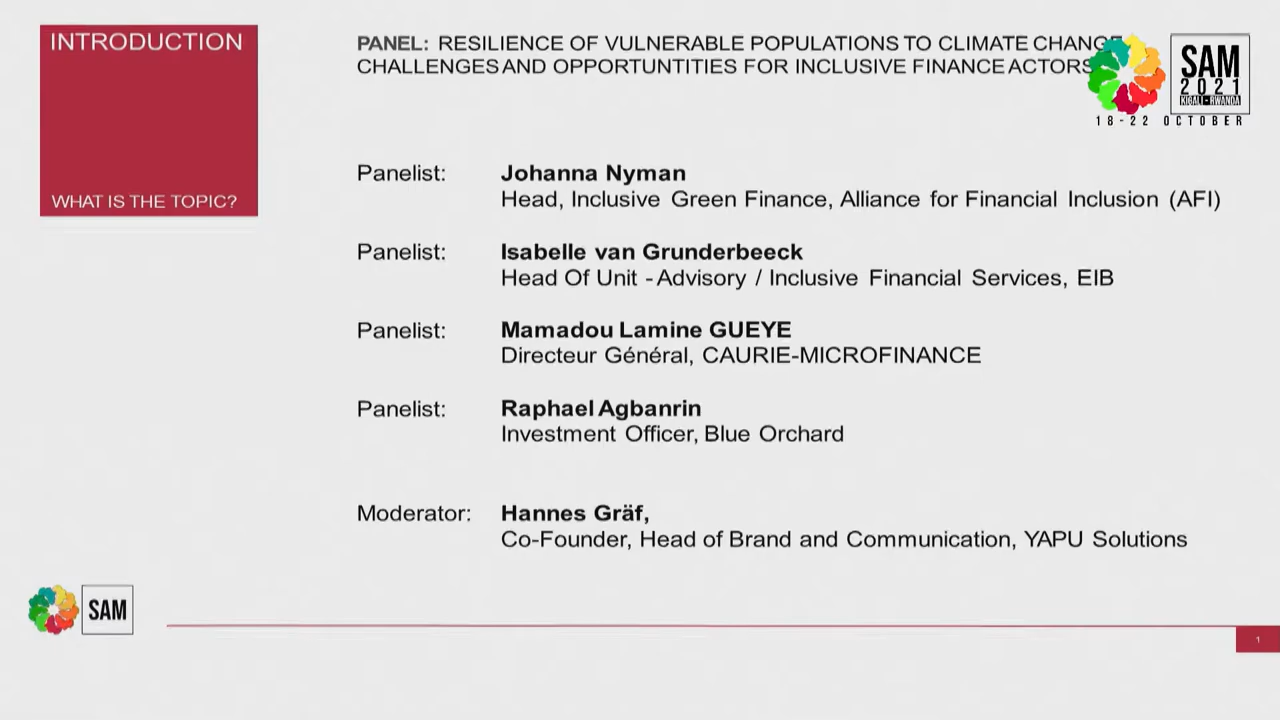 INTRODUCTION
WHAT IS THE TOPIC?
PANEL: RESILIENCE OF VULNERABLE POPULATIONS TO CLIMATE CHANGE
CHALLENGES AND OPPORTUNTITIES FOR INCLUSIVE FINANCE ACTORS
SAM
2021
KIGALI-RWANDA
18-22 OCTOBER
Panelist: Johanna Nyman
Head, Inclusive Green Finance, Alliance for Financial Inclusion (AFI)
Panelist: Isabelle van Grunderbeeck
Head Of Unit - Advisory / Inclusive Financial Services, EIB
Panelist: Mamadou Lamine GUEYE
Directeur Général, CAURIE-MICROFINANCE
Panelist: Raphael Agbanrin
Investment Officer, Blue Orchard
Moderator: Hannes Gräf,
Co-Founder, Head of Brand and Communication, YAPU Solutions
SAM
1